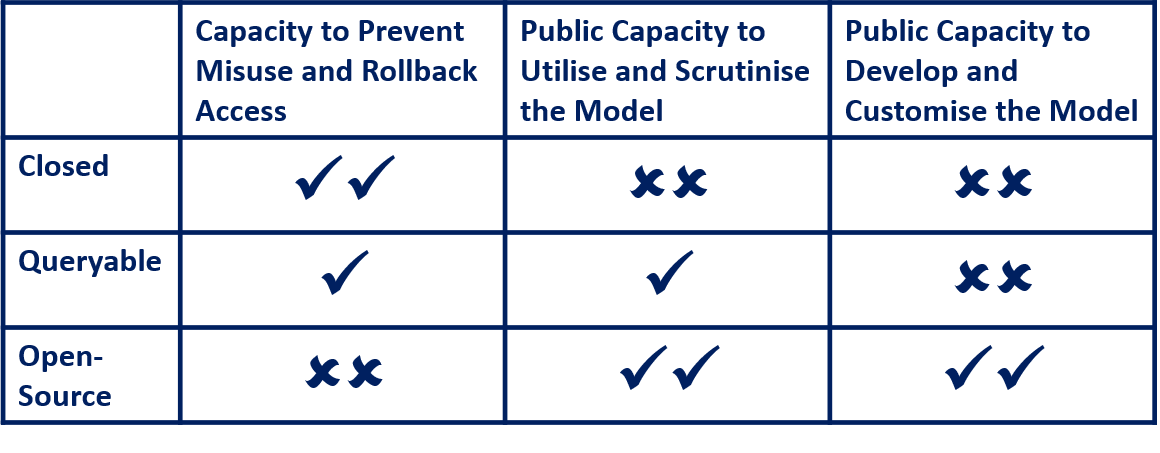 Capacity to Prevent
Misuse and Rollback
Access
Public Capacity to
Utilise and Scrutinise
the Model
Public Capacity to
Develop and
Customise the Model
Closed
✓✓
✘✘
✘✘
Queryable
✓
✓
✘✘
Open-
Source
✘✘
✓✓
✓✓